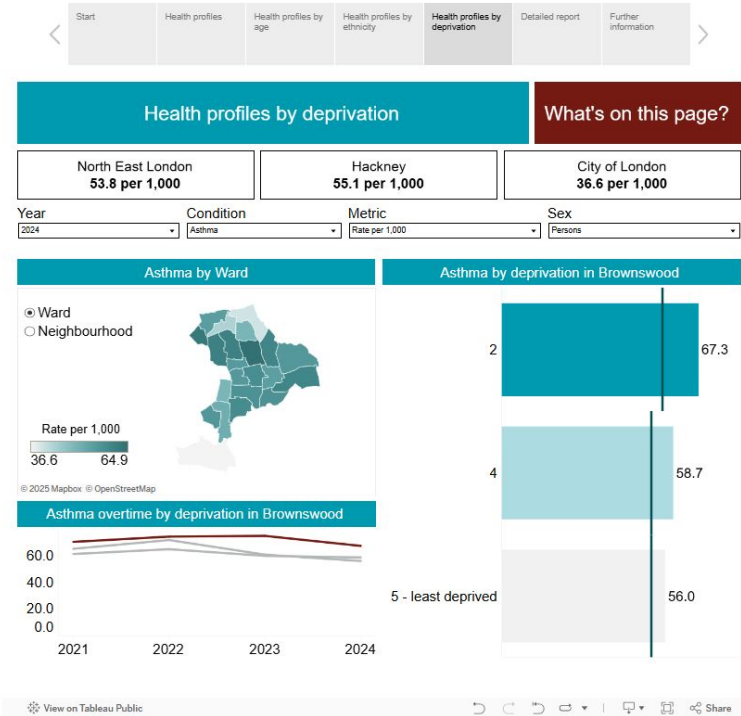 Start
Health profiles
Health profiles by
age
Health profiles by
ethnicity
Health profiles by
deprivation
Detailed report
Further
information
Health profiles by deprivation
What's on this page?
North East London
53.8 per 1,000
Hackney
55.1 per 1,000
City of London
36.6 per 1,000
Year
Condition
Metric
Sex
2024
Asthma
Rate per 1,000
Persons
Asthma by Ward
Ward
Neighbourhood
Rate per 1,000
36.6 64.9
© 2025 Mapbox © OpenStreetMap
Asthma by deprivation in Brownswood
2 67.3
4 58.7
5 - least deprived 56.0
Asthma overtime by deprivation in Brownswood
60.0
40.0
20.0
0.0
2021 2022 2023 2024
View on Tableau Public
Share